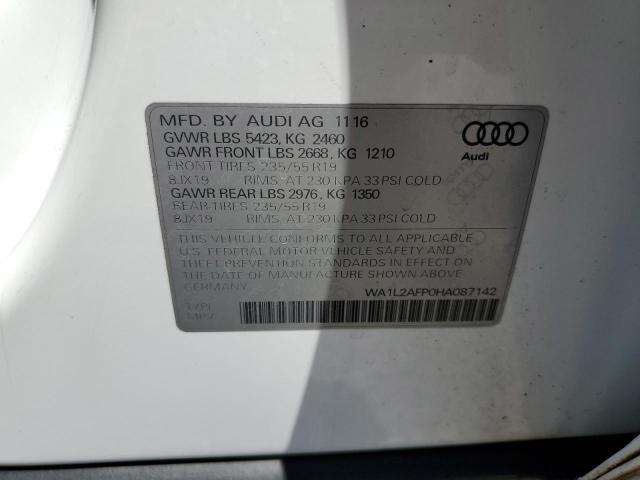 MFD. BY AUDI AG 11 16
GVWR LBS 5423, KG 2460
GAWR FRONT LBS 2668, KG 1210
FRONT TIRES 235/55 R19
8JX19 RIMS, AT 230 KPA 33 PSI COLD
GAWR REAR LBS 2976, KG 1350
REAR TIRES 235/55 R19
8JX19 RIMS, AT 230 KPA 33 PSI COLD
Audi
THIS VEHICLE CONFORMS TO ALL APPLICABLE
U.S. FEDERAL MOTOR VEHICLE SAFETY AND
THEFT PREVENTION STANDARDS IN EFFECT ON
THE DATE OF MANUFACTURE SHOWN ABOVE.
GERMANY
WA1L2AFP0HA087142
TYPE
MPV